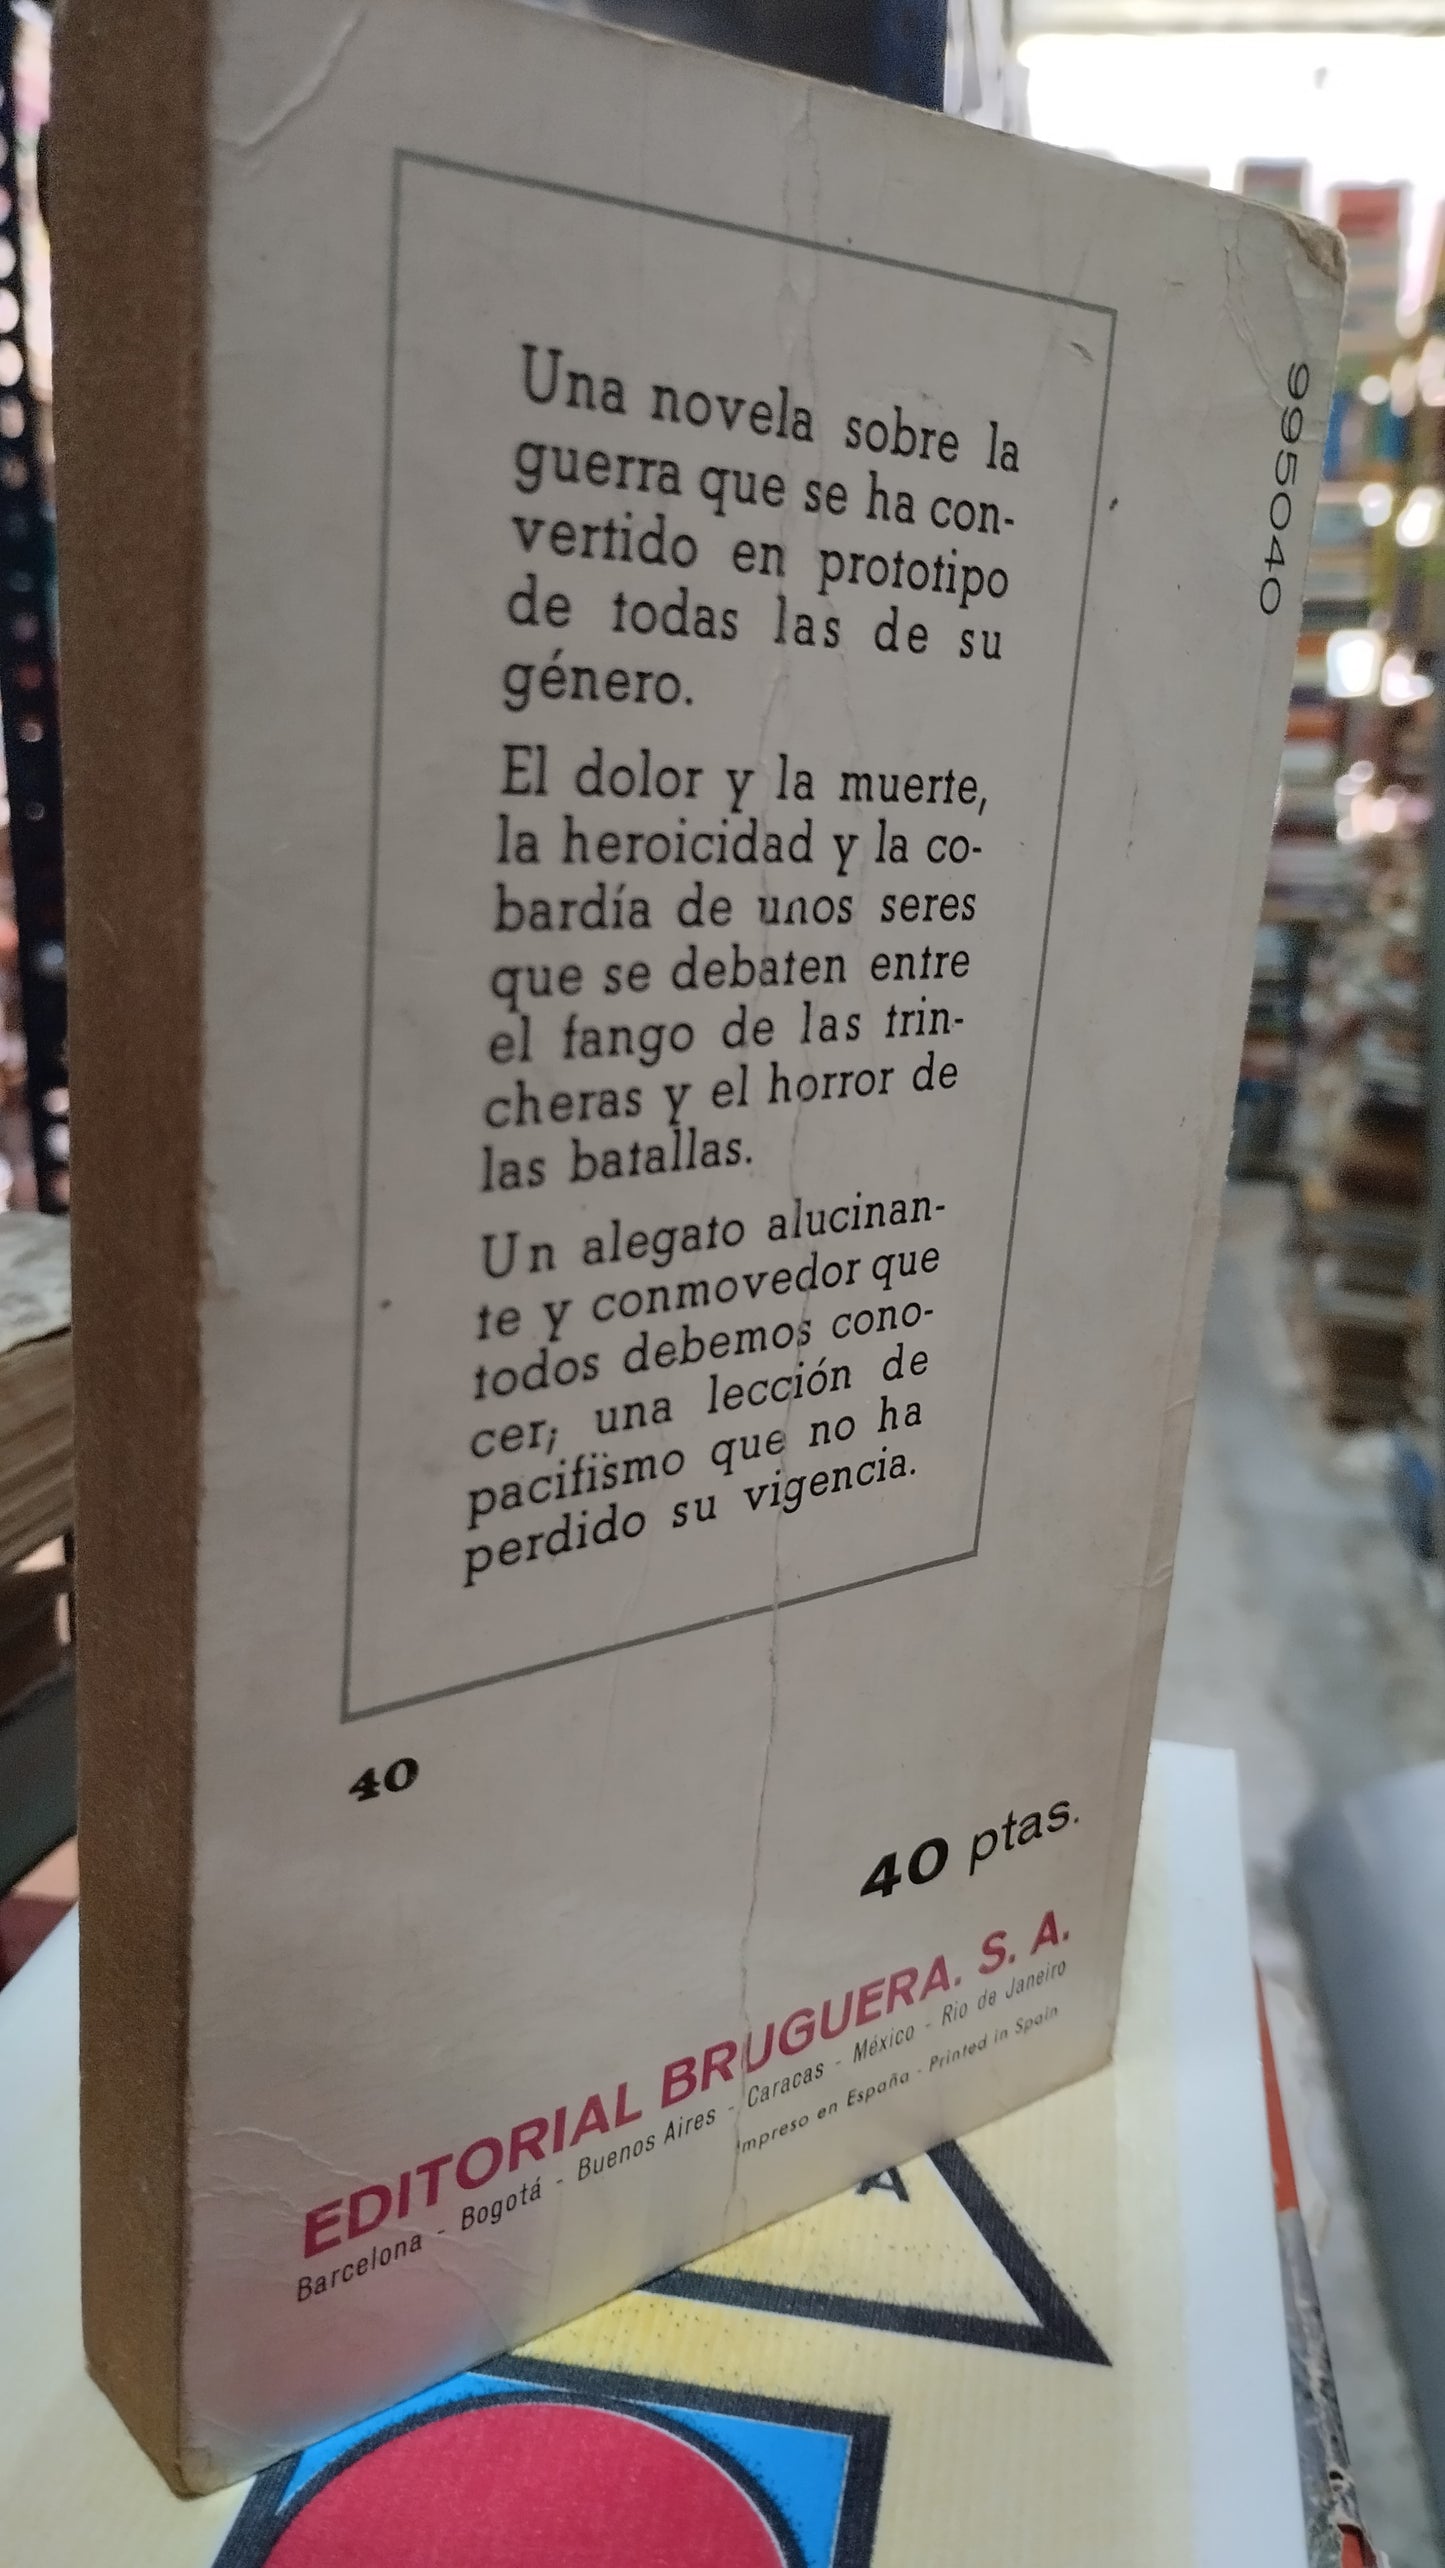 Una novela sobre la
guerra que se ha con-
vertido en prototipo
de todas las de su
género.
El dolor y la muerte,
la heroicidad y la co-
bardía de unos seres
que se debaten entre
el fango de las trin-
cheras y el horror de
las batallas.
Un alegato alucinan-
te y conmovedor que
todos debemos cono-
cer; una lección de
pacifismo que no ha
perdido su vigencia.
995040
40
40 ptas.
EDITORIAL BRUGUERA. S. A.
Barcelona - Bogotá - Buenos Aires - Caracas - México - Rio de Janeiro
Impreso en España - Printed in Spain
A